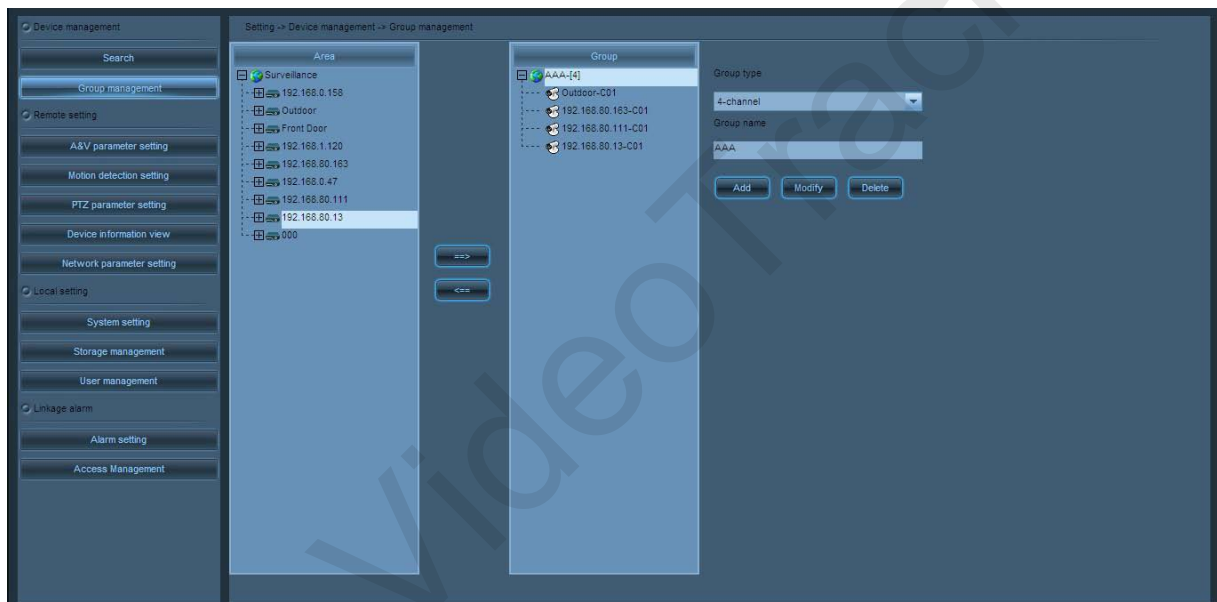 Device management
Search
Group management
Remote setting
A&V parameter setting
Motion detection setting
PTZ parameter setting
Device information view
Network parameter setting
Local setting
System setting
Storage management
User management
Linkage alarm
Alarm setting
Access Management
Setting -> Device management -> Group management
Area
Surveillance
192.168.0.158
Outdoor
Front Door
192.168.1.120
192.168.80.163
192.168.0.47
192.168.80.111
192.168.80.13
000
==>
<==
Group
AAA-[4]
Outdoor-C01
192.168.80.163-C01
192.168.80.111-C01
192.168.80.13-C01
Group type
4-channel
Group name
AAA
Add Modify Delete
VideoTrac